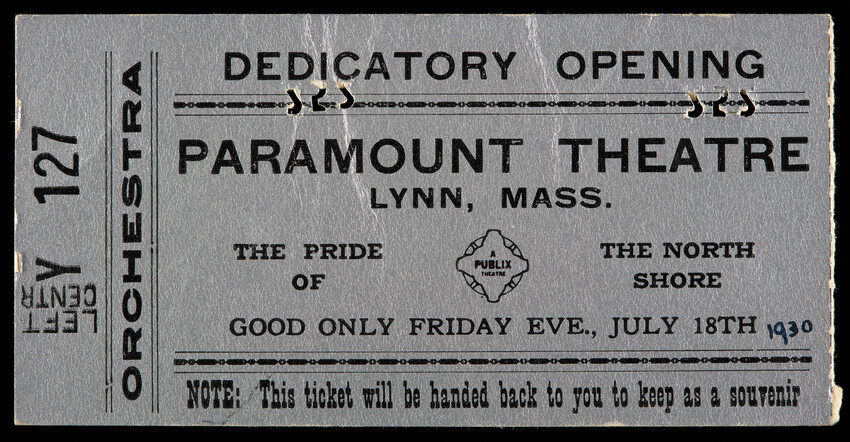 DEDICATORY OPENING
PARAMOUNT THEATRE
LYNN, MASS.
THE PRIDE
OF
A
PUBLIX
THEATRE
THE NORTH
SHORE
GOOD ONLY FRIDAY EVE., JULY 18TH 1930
NOTE: This ticket will be handed back to you to keep as a souvenir
ORCHESTRA
Y 127
LEFT
CENTR